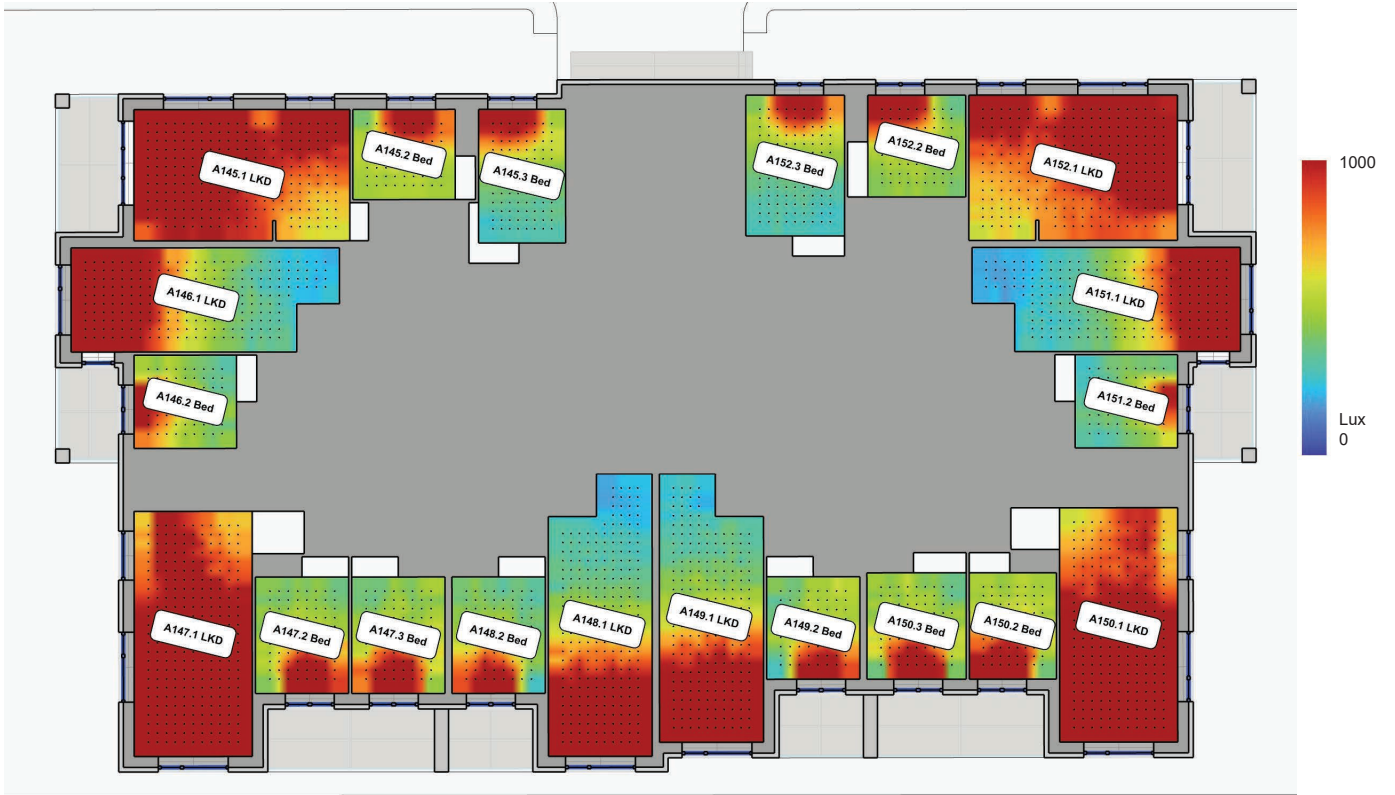 1000
A152.2 Bed
A145.2 Bed
A152.3 Bed
A152.1 LKD
A145.1 LKD
A145.3 Bed
A146.1 LKD
A151.1 LKD
A146.2 Bed
A151.2 Bed
Lux
0
A149.1 LKD
A148.1 LKD
A150.1 LKD
A147.1 LKD
A147.2 Bed
A147.3 Bed
A148.2 Bed
A149.2 Bed
A150.3 Bed
A150.2 Bed